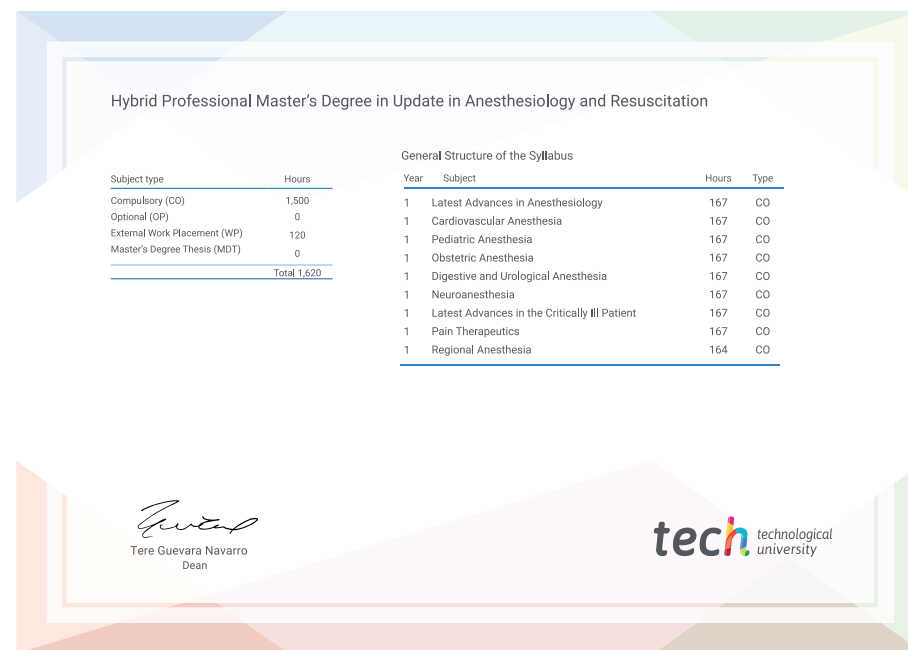 Hybrid Professional Master's Degree in Update in Anesthesiology and Resuscitation
Subject type Hours
Compulsory (CO) 1,500
Optional (OP) 0
External Work Placement (WP) 120
Master's Degree Thesis (MDT) 0
Total 1,620
General Structure of the Syllabus
Year Subject Hours Type
1 Latest Advances in Anesthesiology 167 CO
1 Cardiovascular Anesthesia 167 CO
1 Pediatric Anesthesia 167 CO
1 Obstetric Anesthesia 167 CO
1 Digestive and Urological Anesthesia 167 CO
1 Neuroanesthesia 167 CO
1 Latest Advances in the Critically Ill Patient 167 CO
1 Pain Therapeutics 167 CO
1 Regional Anesthesia 164 CO
Tere Guevara Navarro
Dean
tech technological
university